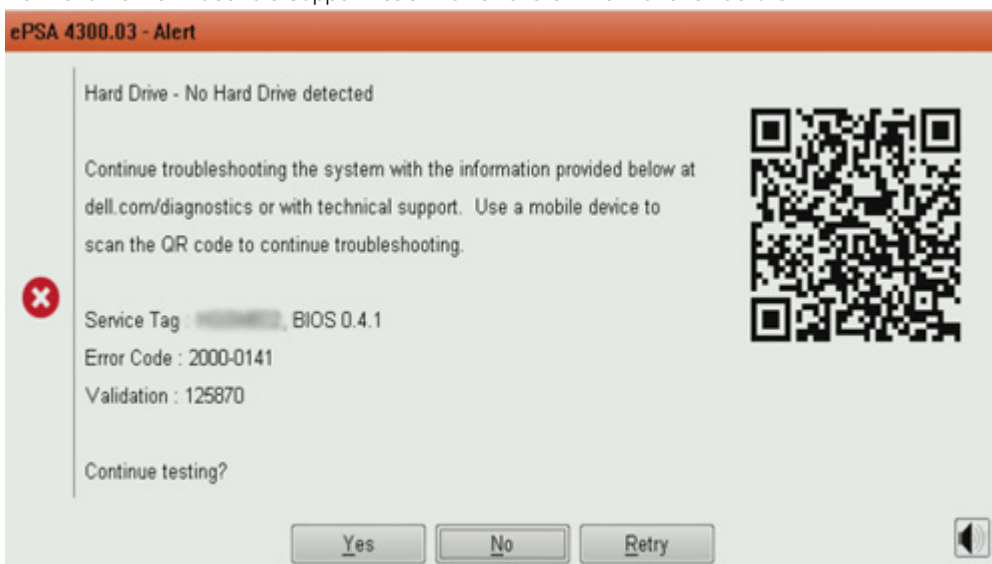 ePSA 4300.03 - Alert
Hard Drive - No Hard Drive detected
Continue troubleshooting the system with the information provided below at
dell.com/diagnostics or with technical support. Use a mobile device to
scan the QR code to continue troubleshooting.
Service Tag : , BIOS 0.4.1
Error Code : 2000-0141
Validation : 125870
Continue testing?
Yes
No
Retry